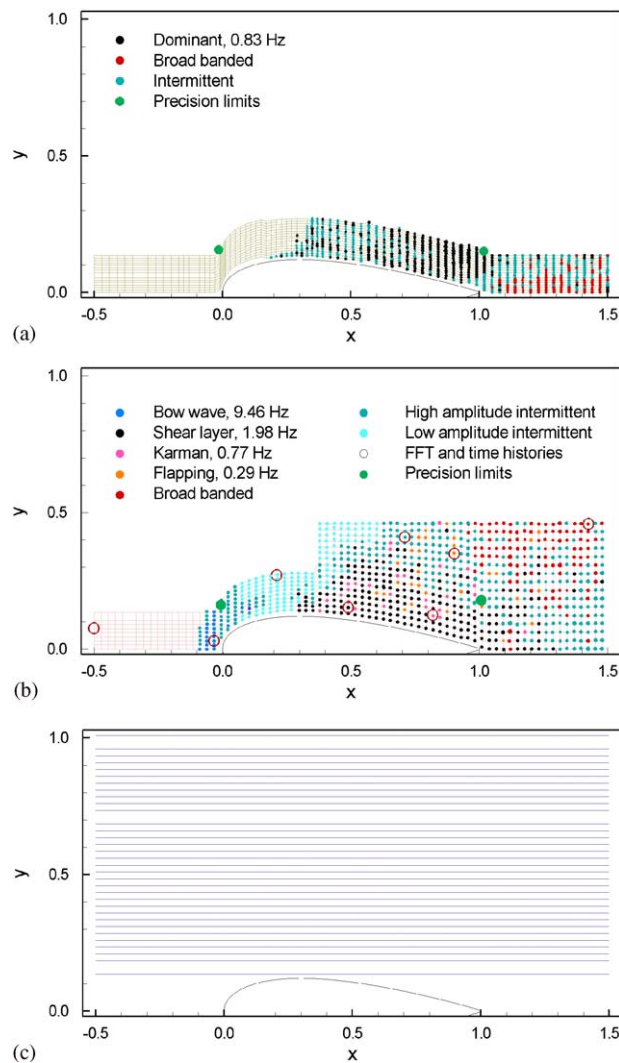 1.0
Dominant, 0.83 Hz
Broad banded
Intermittent
Precision limits
y
0.5
0.0
-0.5 0.0 0.5 1.0 1.5
(a) x
1.0
Bow wave, 9.46 Hz High amplitude intermittent
Shear layer, 1.98 Hz Low amplitude intermittent
Karman, 0.77 Hz FFT and time histories
Flapping, 0.29 Hz Precision limits
Broad banded
y
0.5
0.0
-0.5 0.0 0.5 1.0 1.5
(b) x
1.0
y
0.5
0.0
-0.5 0.0 0.5 1.0 1.5
(c) x